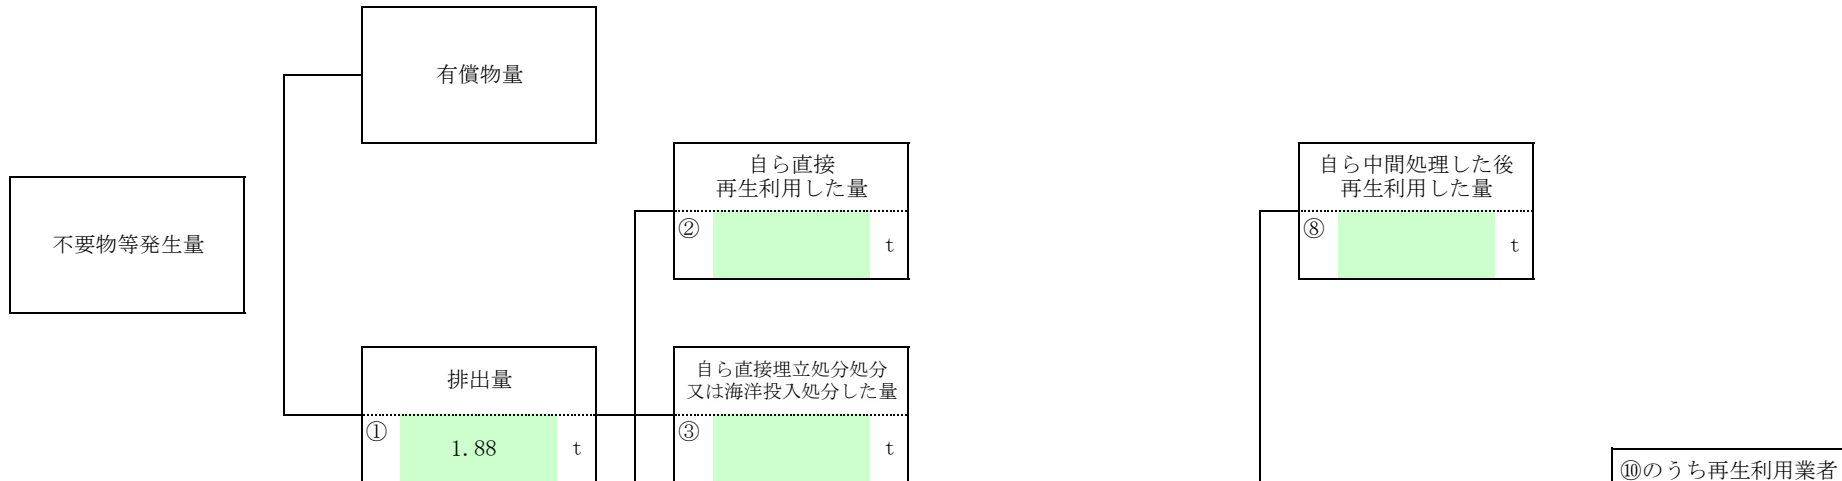 有償物量
自ら直接
再生利用した量
② t
自ら中間処理した後
再生利用した量
⑧ t
不要物等発生量
排出量
① 1.88 t
自ら直接埋立処分処分
又は海洋投入処分した量
③ t
⑩のうち再生利用業者